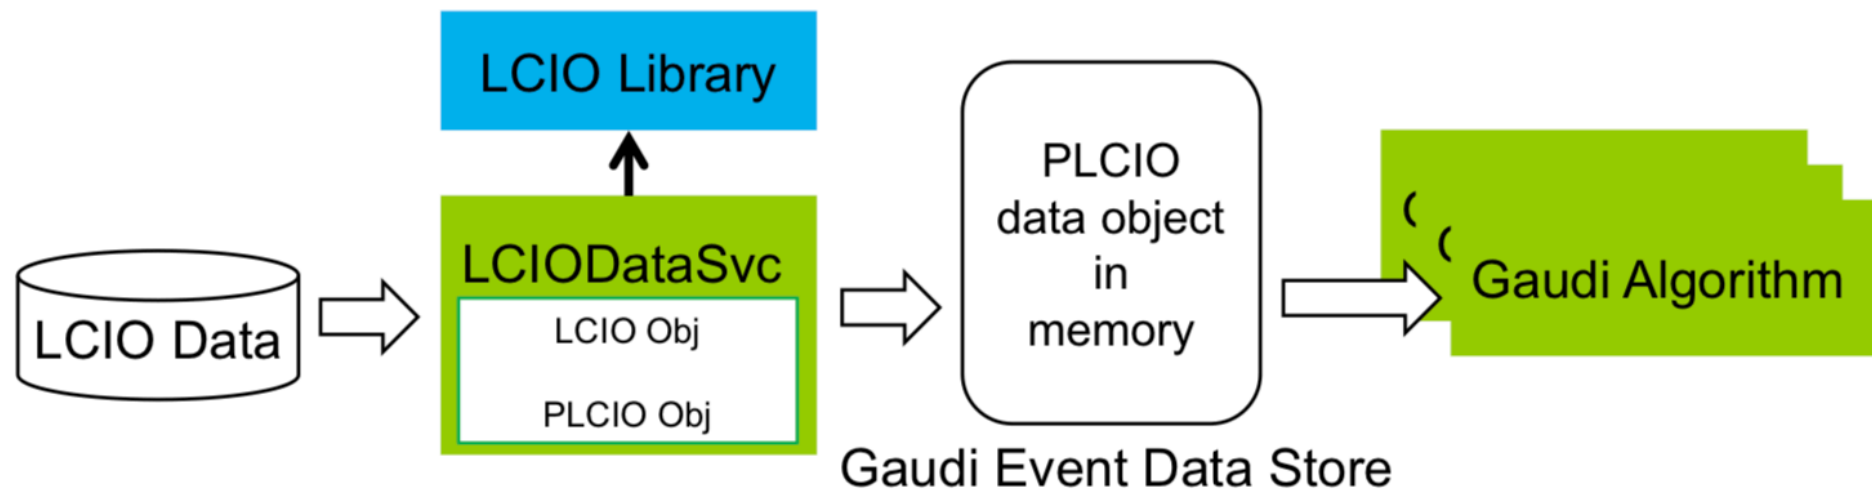 LCIO Library
LCIO Data
LCIODataSvc
LCIO Obj
PLCIO Obj
PLCIO
data object
in
memory
Gaudi Event Data Store
Gaudi Algorithm